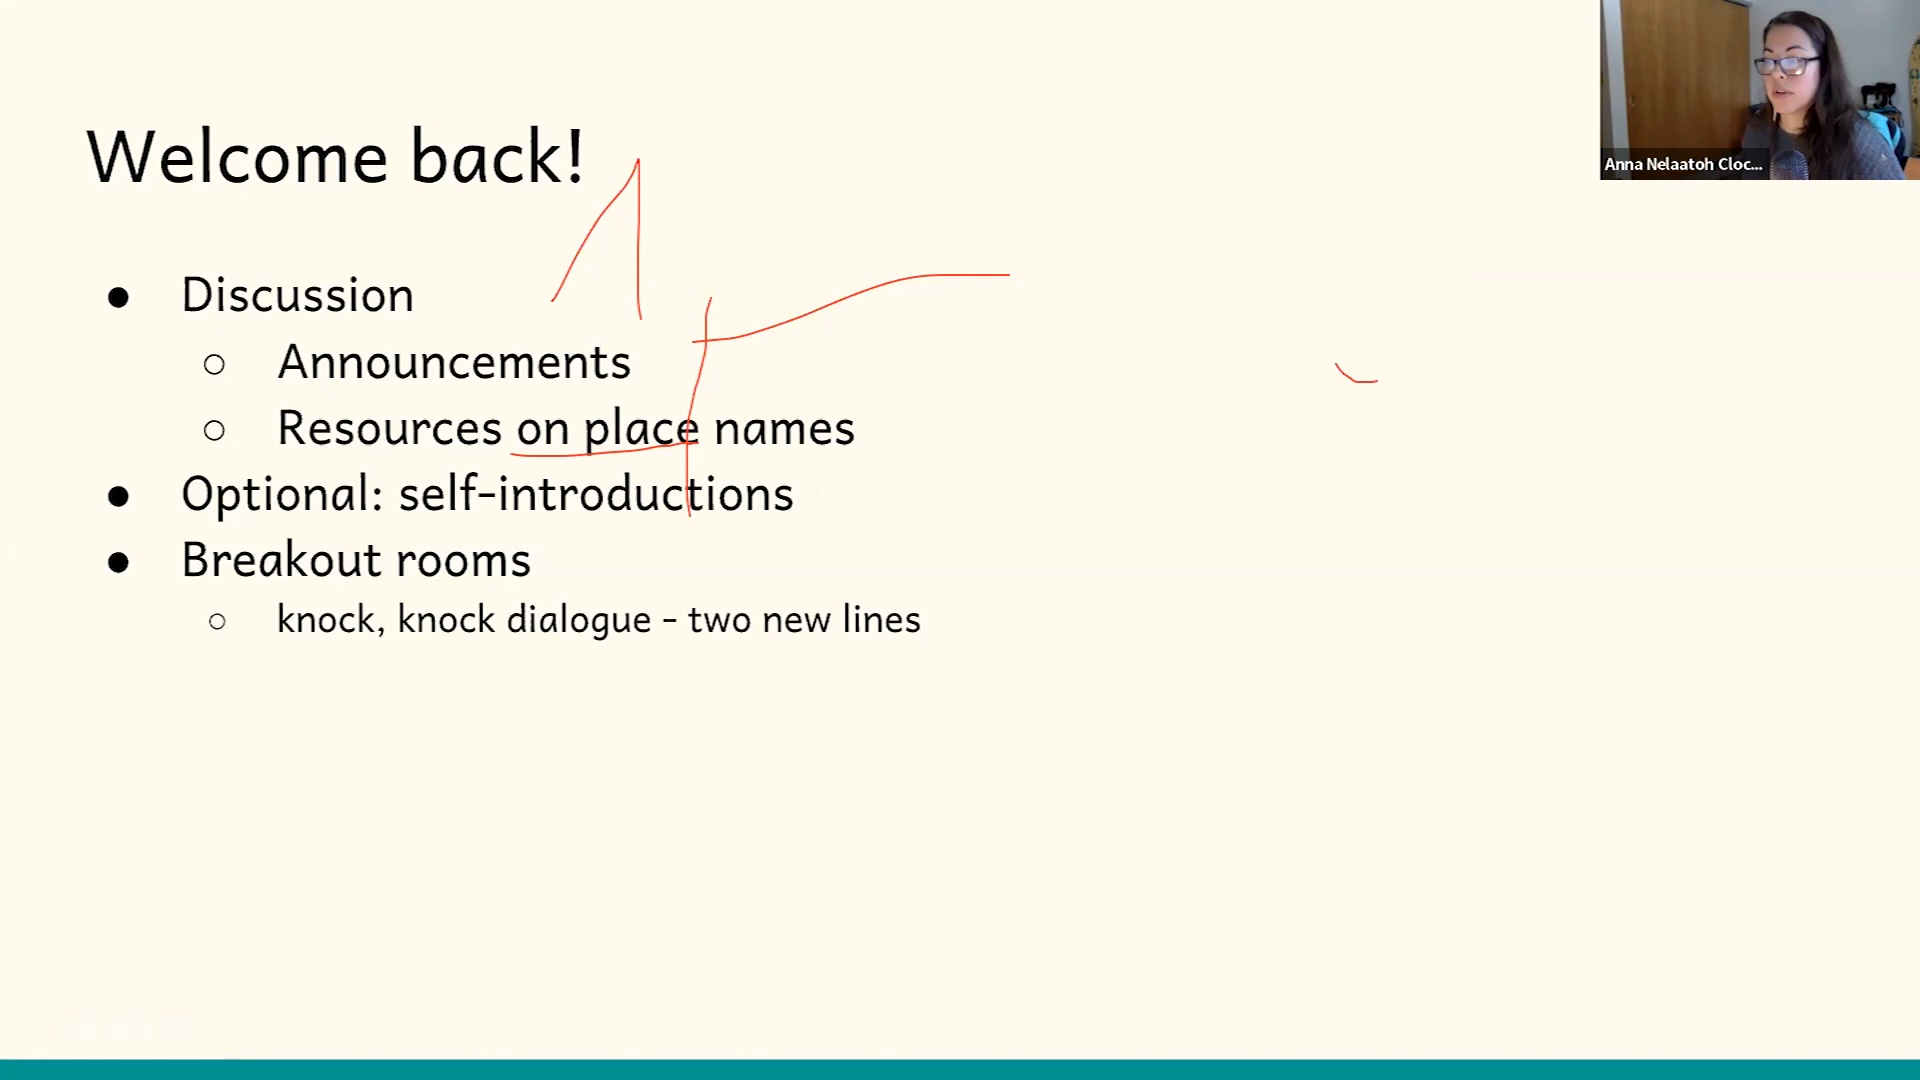 Welcome back!
● Discussion
○ Announcements
○ Resources on place names
● Optional: self-introductions
● Breakout rooms
○ knock, knock dialogue - two new lines
Anna Nelaatoh Cloc...